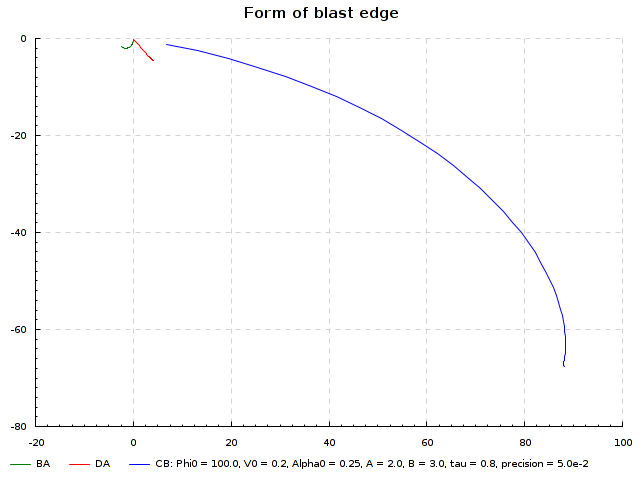 Form of blast edge
0
-20
-40
-60
-80
-20 0 20 40 60 80 100
BA DA CB: Phi0 = 100.0, V0 = 0.2, Alpha0 = 0.25, A = 2.0, B = 3.0, tau = 0.8, precision = 5.0e-2